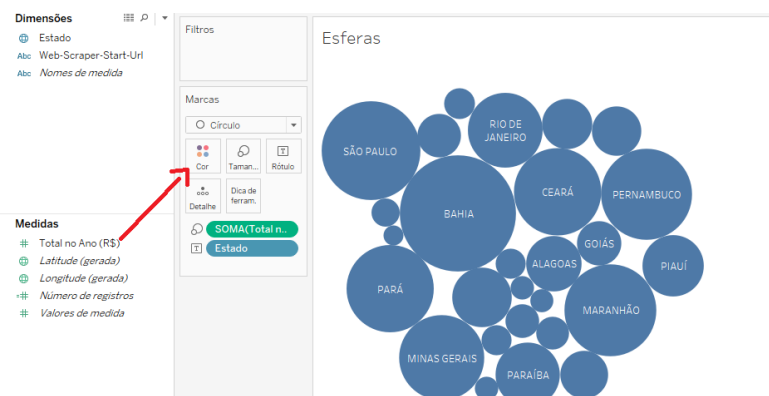 Dimensões
Estado
Abc Web-Scraper-Start-Url
Abc Nomes de medida
Medidas
# Total no Ano (R$)
Latitude (gerada)
Longitude (gerada)
=# Número de registros
# Valores de medida
Filtros
Marcas
Círculo
Cor
Taman...
T
Rótulo
Detalhe
Dica de
ferram.
SOMA(Total n..
T Estado
Esferas
RIO DE
JANEIRO
SÃO PAULO
CEARÁ
PERNAMBUCO
BAHIA
GOIÁS
ALAGOAS
PIAUÍ
PARÁ
MARANHÃO
MINAS GERAIS
PARAÍBA